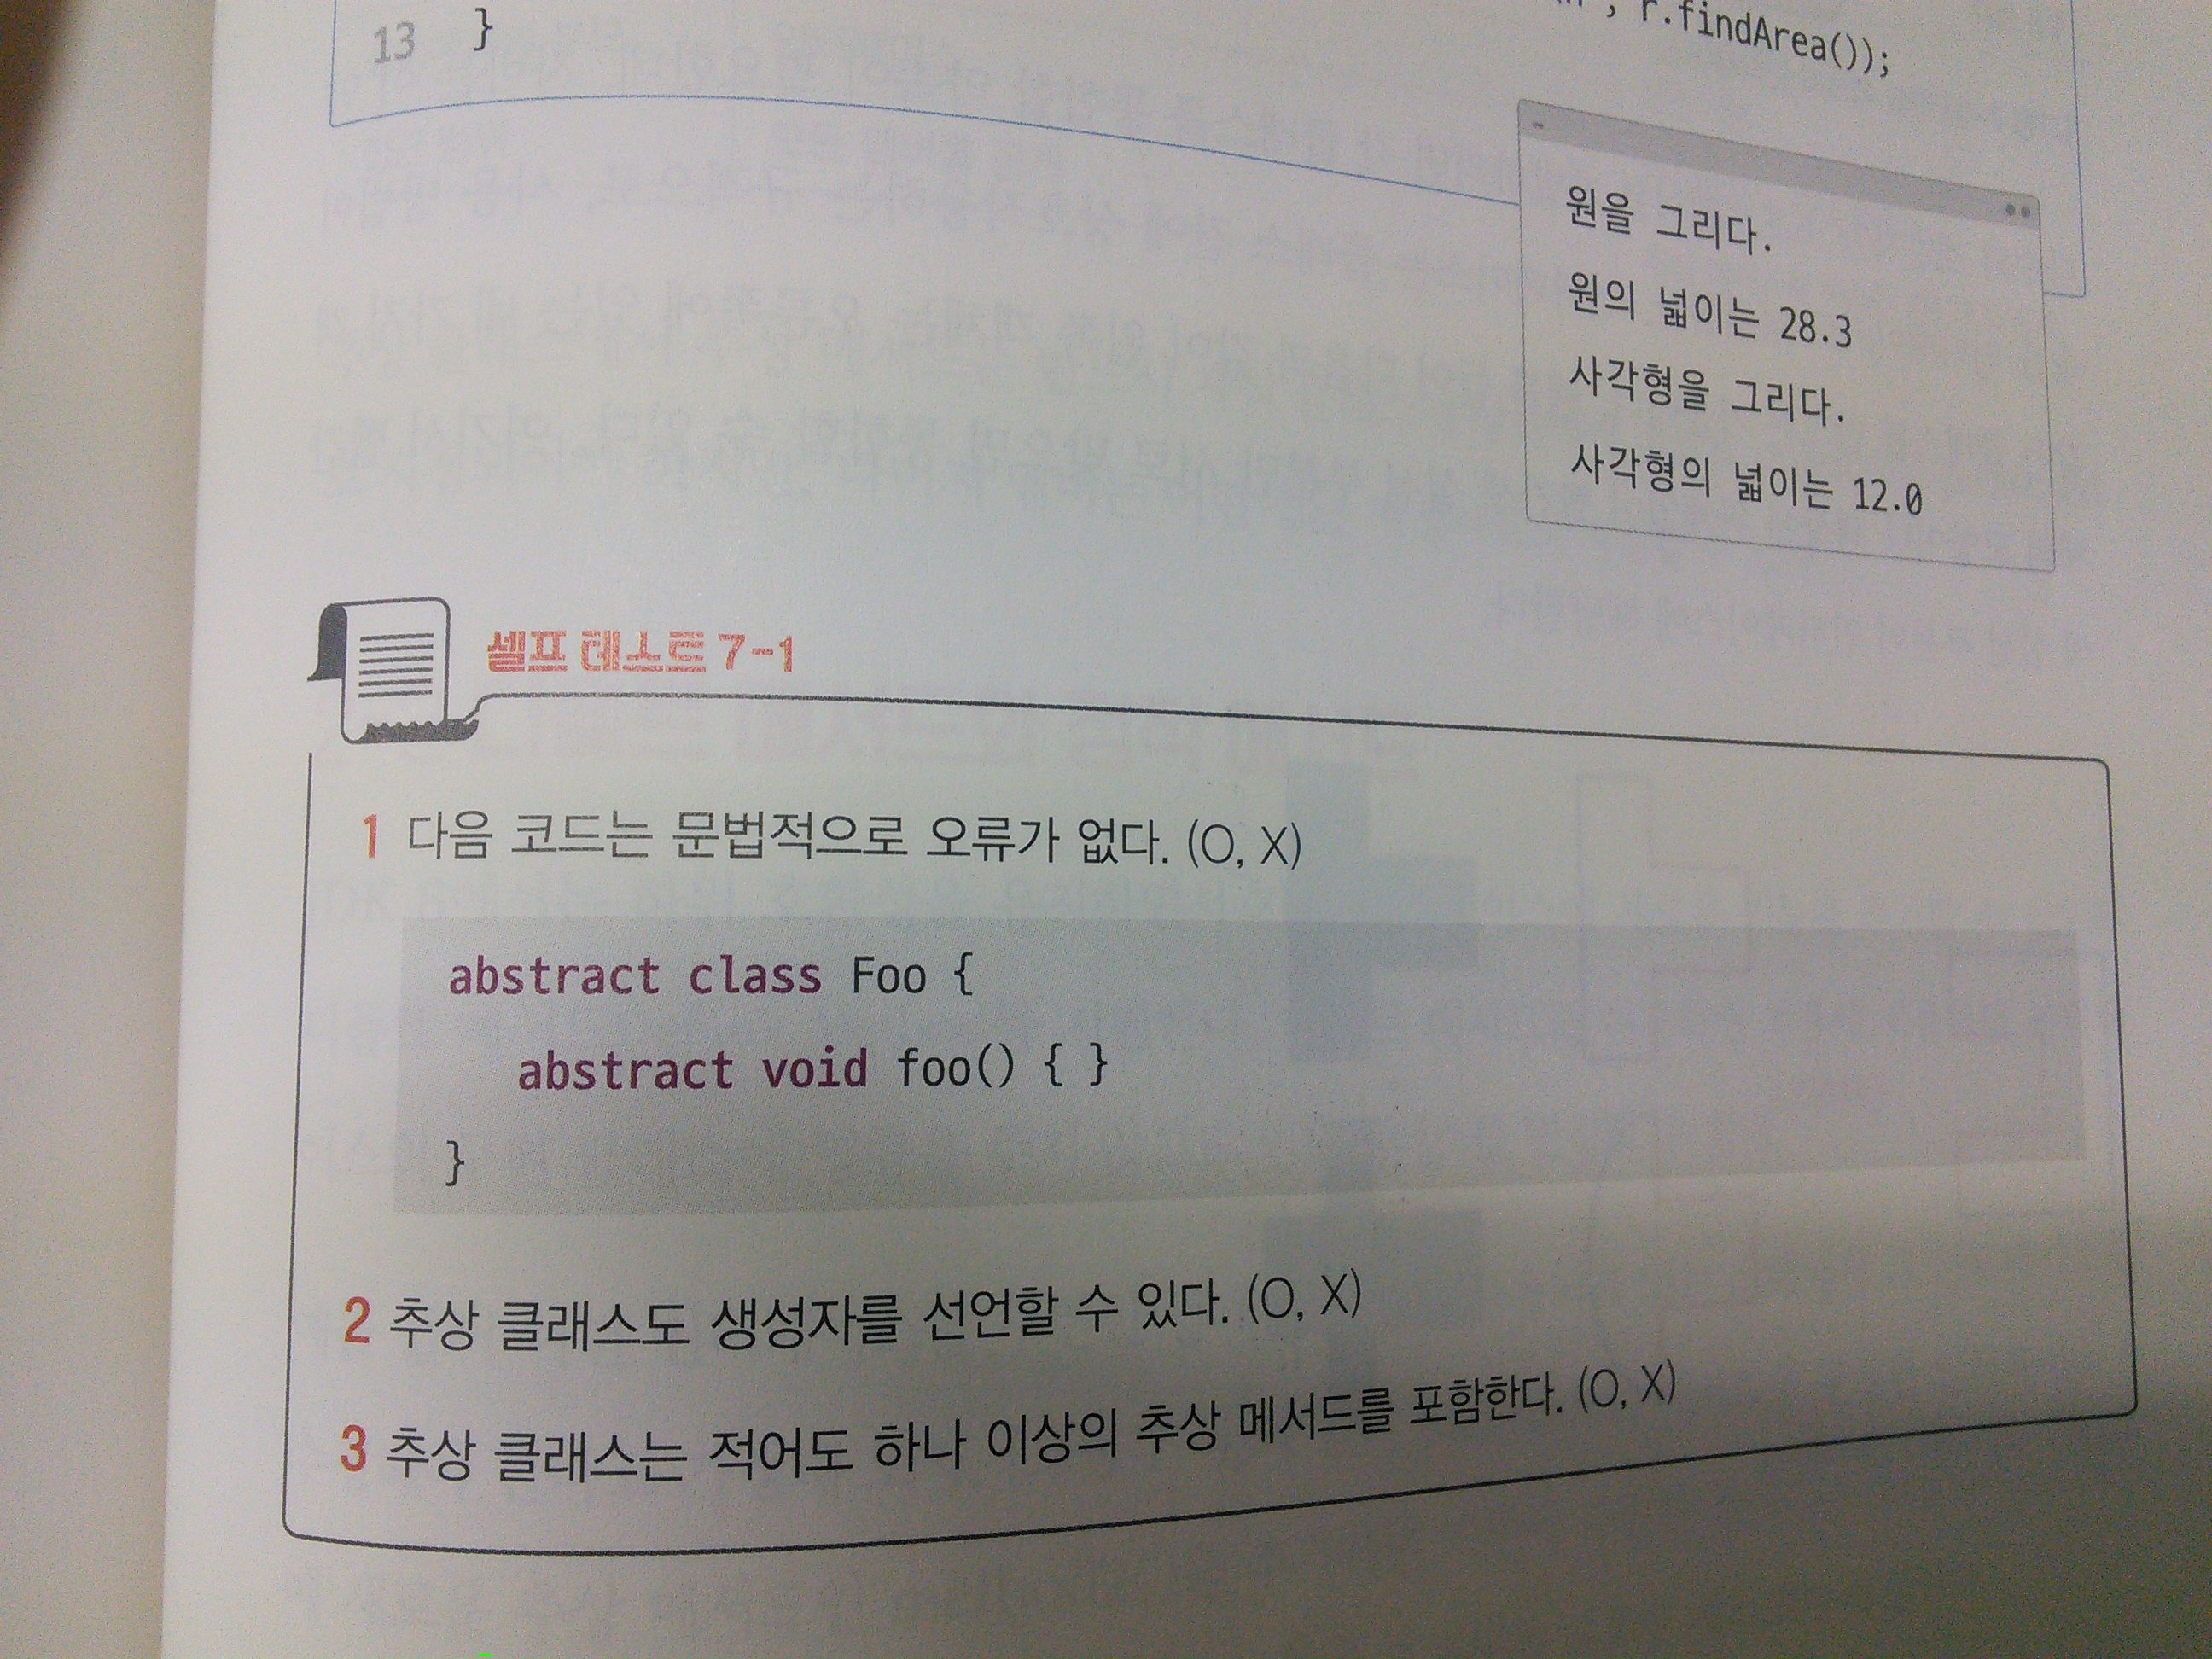 r.findArea());
13 }
원을 그리다.
원의 넓이는 28.3
사각형을 그리다.
사각형의 넓이는 12.0
셀프 테스트 7-1
1 다음 코드는 문법적으로 오류가 없다. (O, X)
abstract class Foo {
abstract void foo() { }
}
2 추상 클래스도 생성자를 선언할 수 있다. (O, X)
3 추상 클래스는 적어도 하나 이상의 추상 메서드를 포함한다. (O, X)